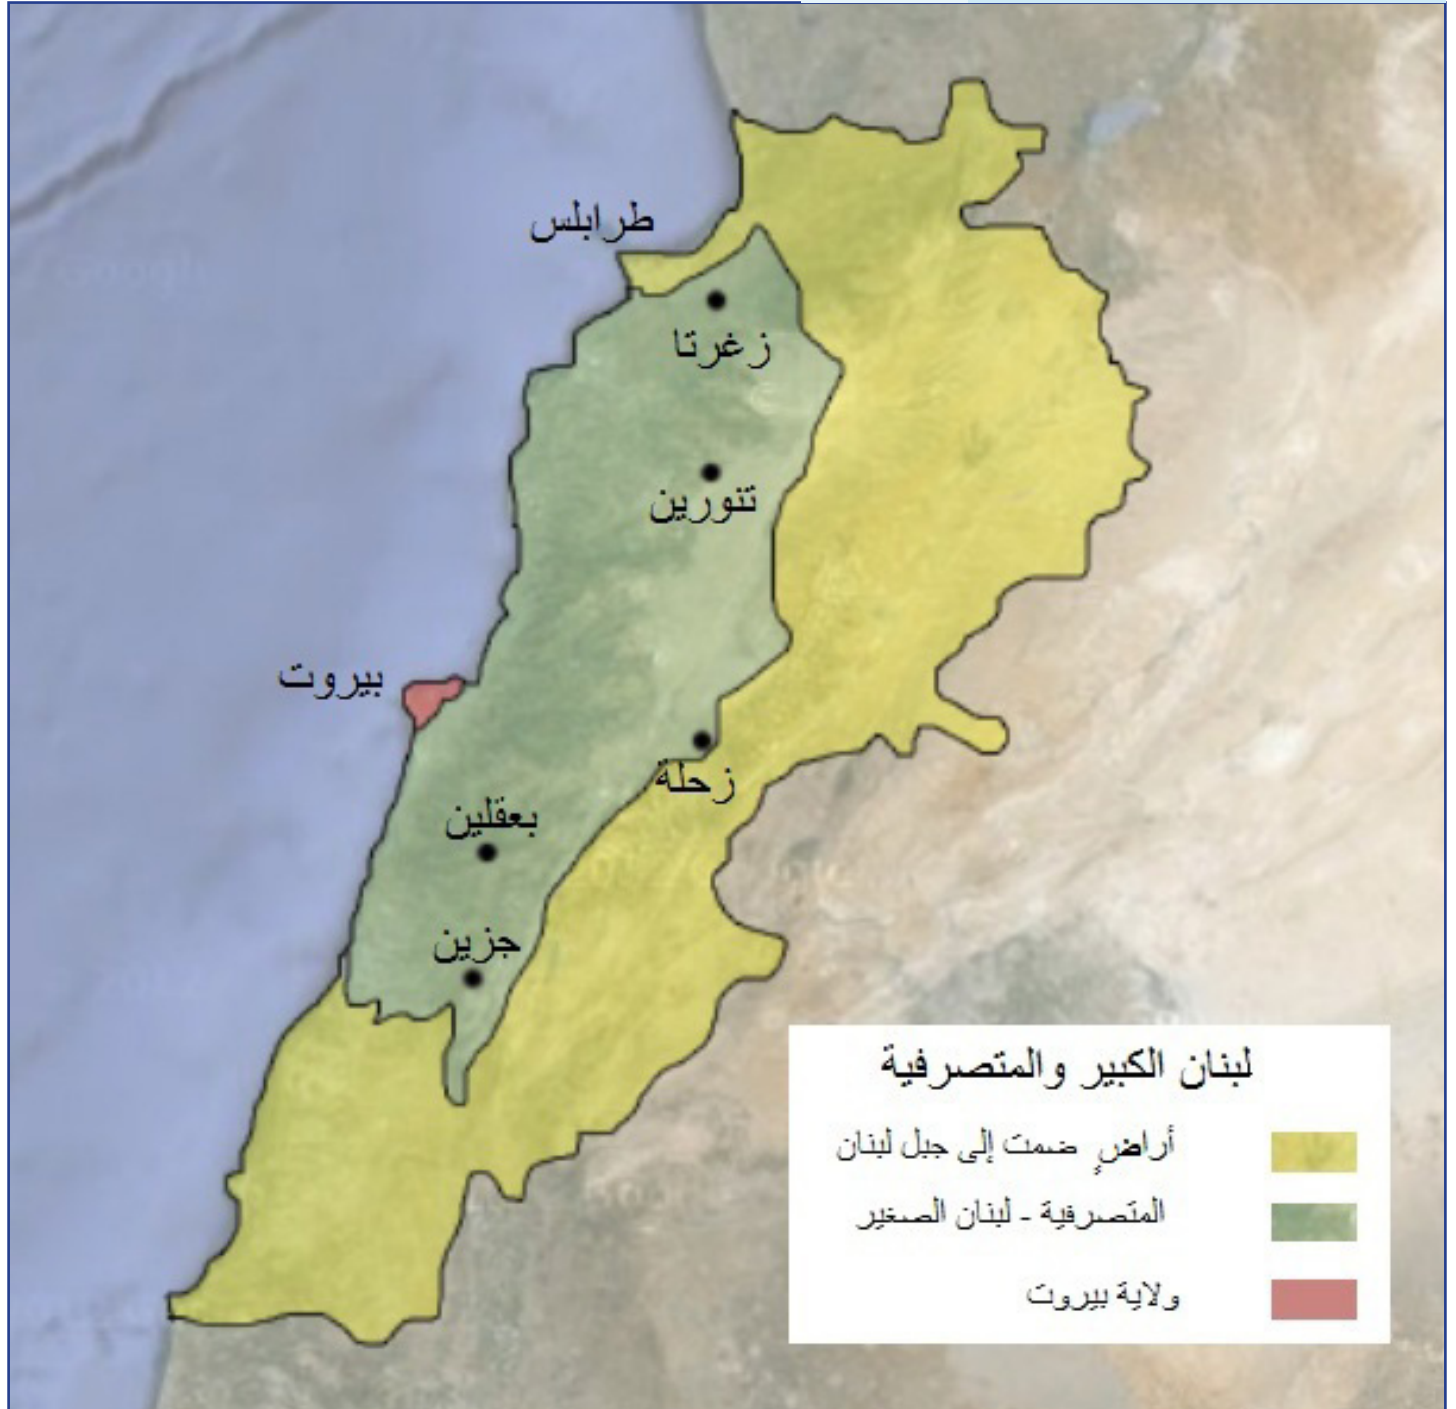 طرابلس
زغرتا
تنورين
بيروت
زحلة
بعقلين
جزين
لبنان الكبير والمتصرفية
أراضٍ ضمت إلى جبل لبنان
المتصرفية - لبنان الصغير
ولاية بيروت